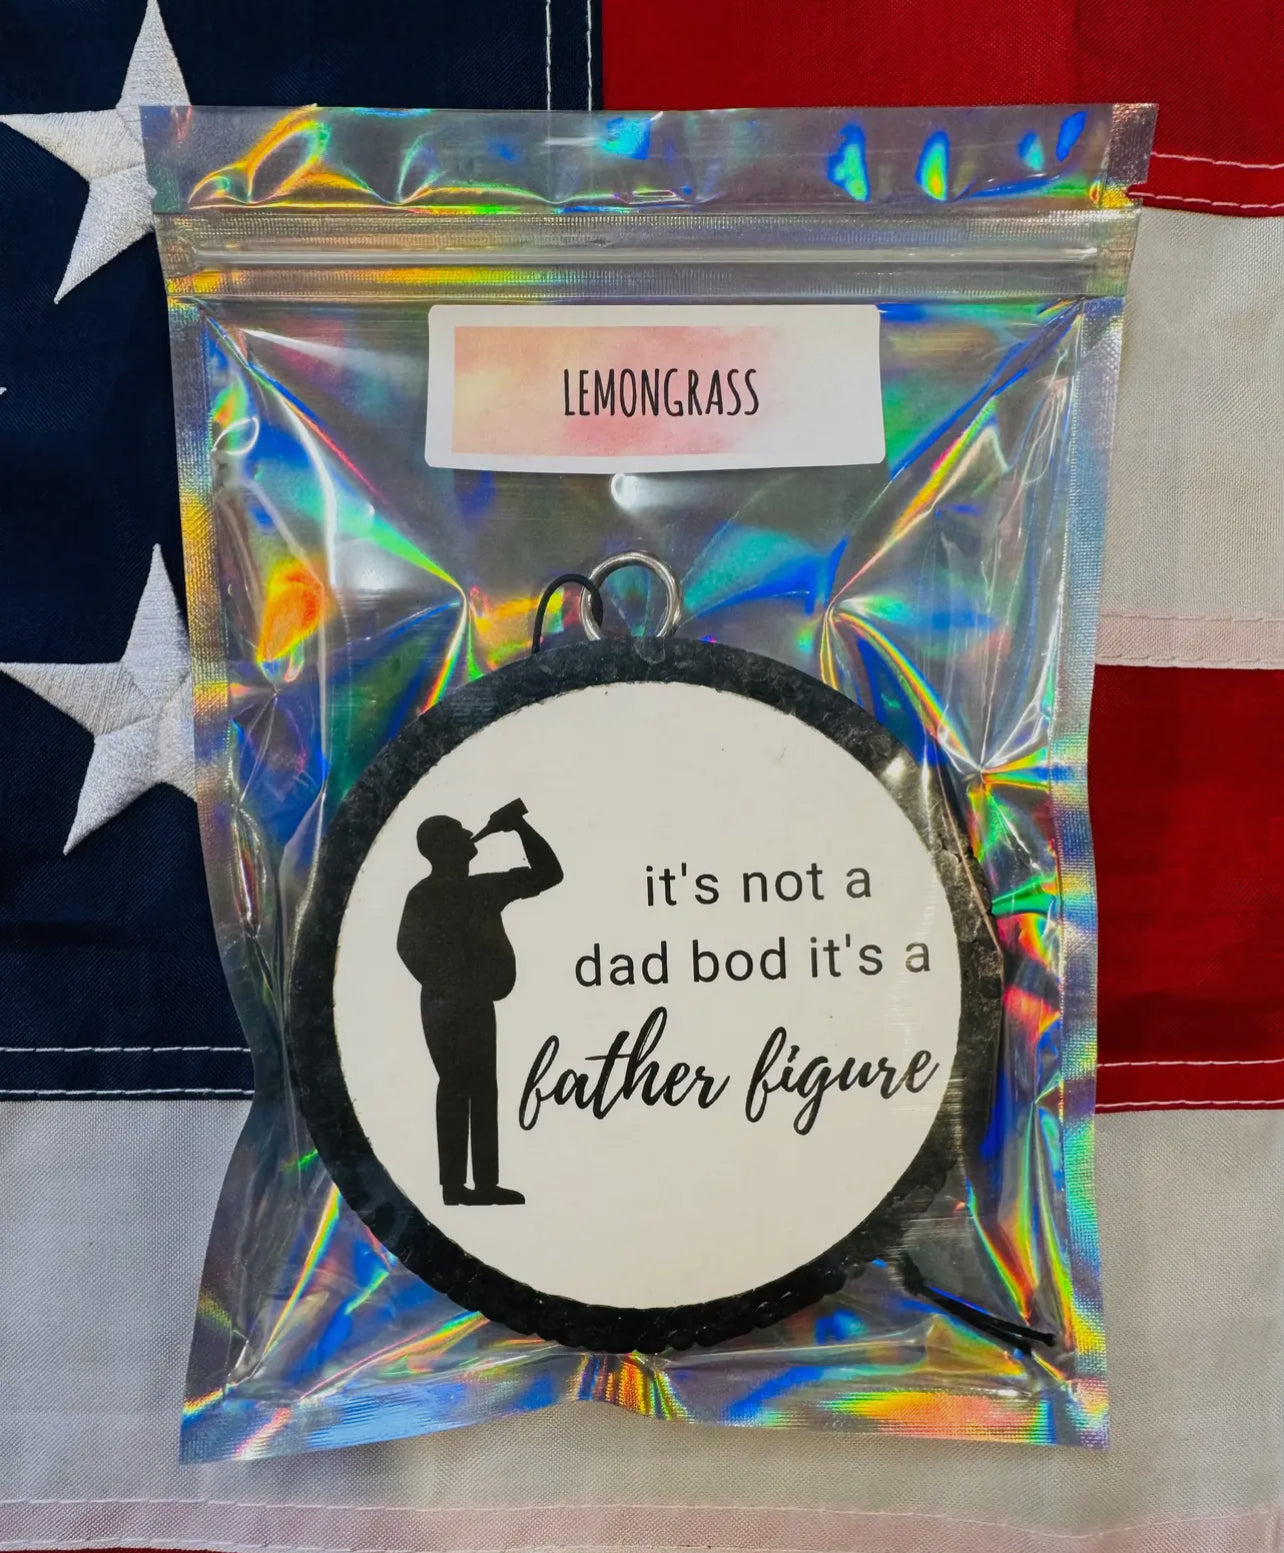 LEMONGRASS
it's not a
dad bod it's a
father figure